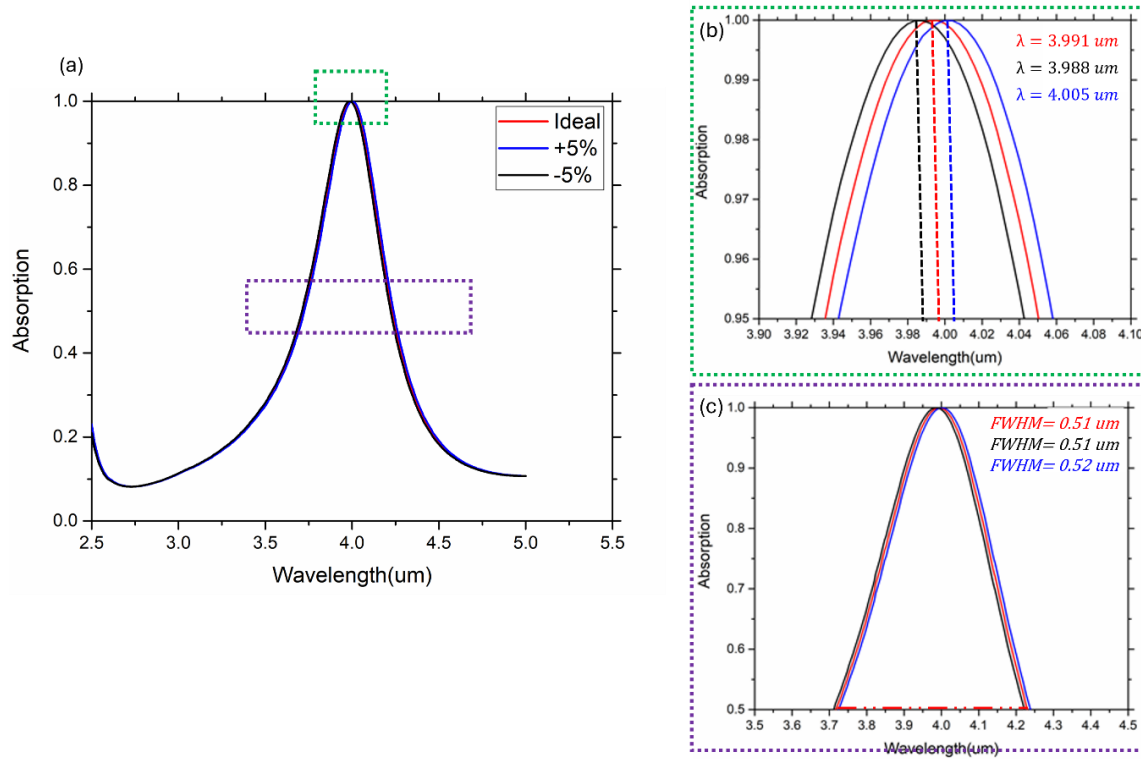 (a)
1.0
0.8
0.6
0.4
0.2
0.0
Absorption
2.5 3.0 3.5 4.0 4.5 5.0 5.5
Wavelength(um)
Ideal
+5%
-5%
(b)
1.00
0.99
0.98
0.97
0.96
0.95
Absorption
3.90 3.92 3.94 3.96 3.98 4.00 4.02 4.04 4.06 4.08 4.10
Wavelength(um)
λ = 3.991 um
λ = 3.988 um
λ = 4.005 um
(c)
1.0
0.9
0.8
0.7
0.6
0.5
Absorption
3.5 3.6 3.7 3.8 3.9 4.0 4.1 4.2 4.3 4.4 4.5
Wavelength(um)
FWHM= 0.51 um
FWHM= 0.51 um
FWHM= 0.52 um